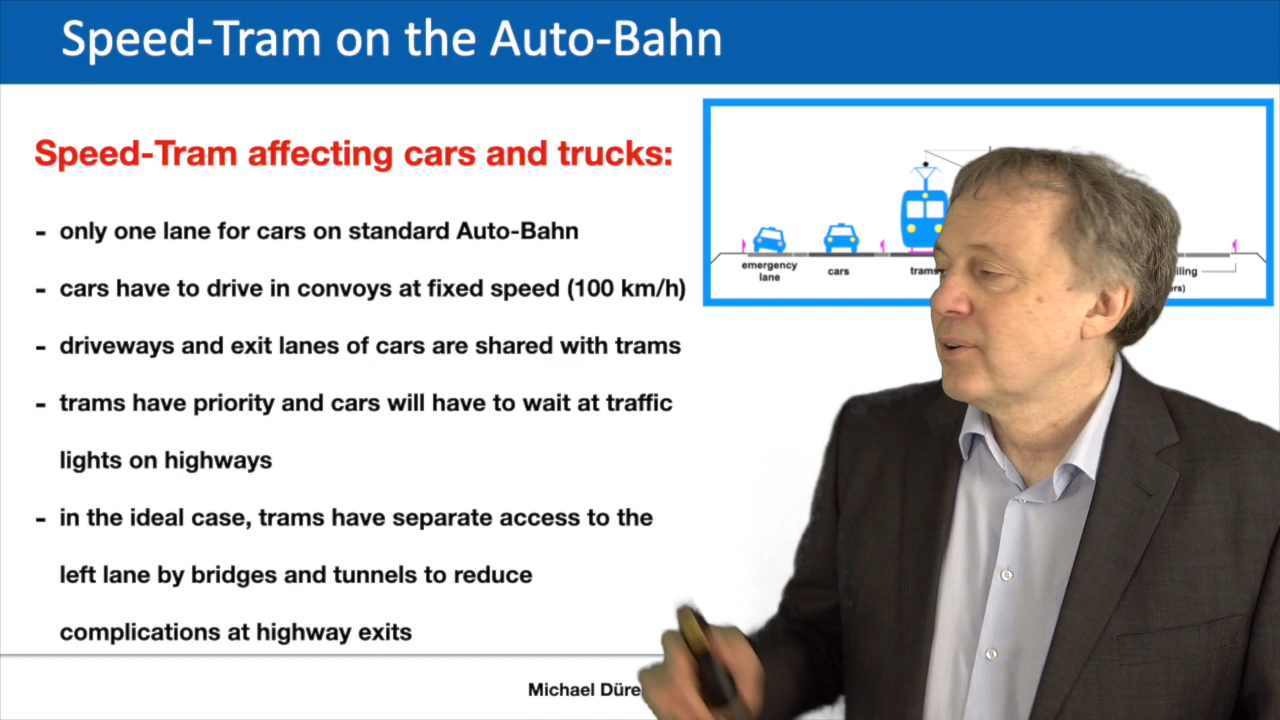 Speed-Tram on the Auto-Bahn
Speed-Tram affecting cars and trucks:
- only one lane for cars on standard Auto-Bahn
- cars have to drive in convoys at fixed speed (100 km/h)
- driveways and exit lanes of cars are shared with trams
- trams have priority and cars will have to wait at traffic
lights on highways
- in the ideal case, trams have separate access to the
left lane by bridges and tunnels to reduce
complications at highway exits
emergency
lane
cars
trams
Michael